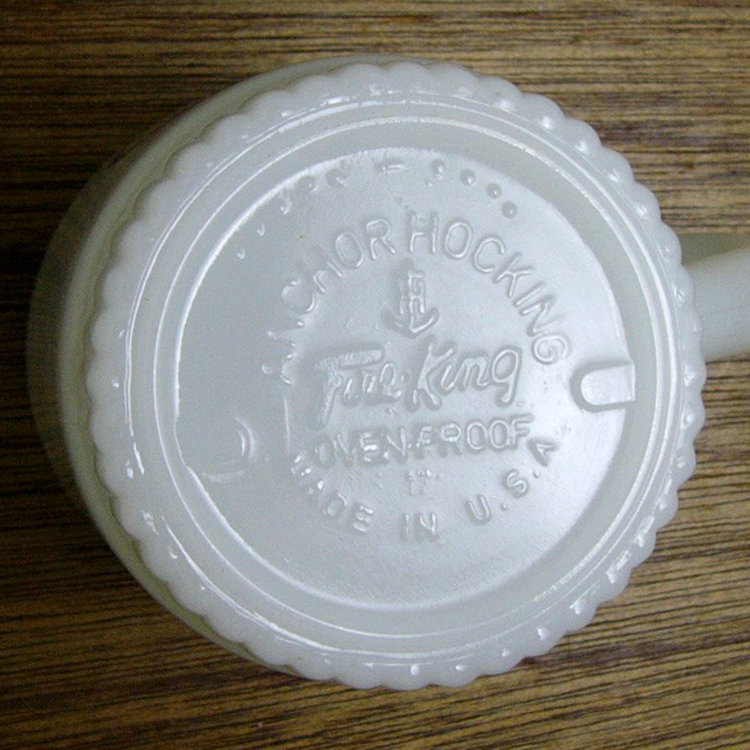 ANCHOR HOCKING
Fire-King
OVEN-PROOF
17
MADE IN U.S.A.